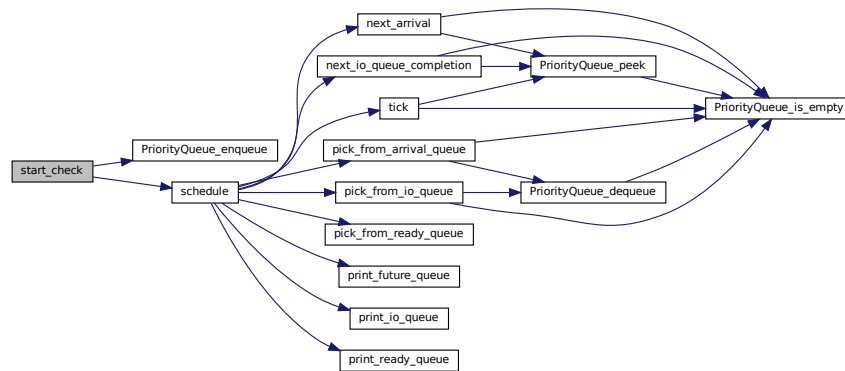 next_arrival
next_io_queue_completion
PriorityQueue_peek
tick
PriorityQueue_is_empty
PriorityQueue_enqueue
pick_from_arrival_queue
start_check
schedule
pick_from_io_queue
PriorityQueue_dequeue
pick_from_ready_queue
print_future_queue
print_io_queue
print_ready_queue